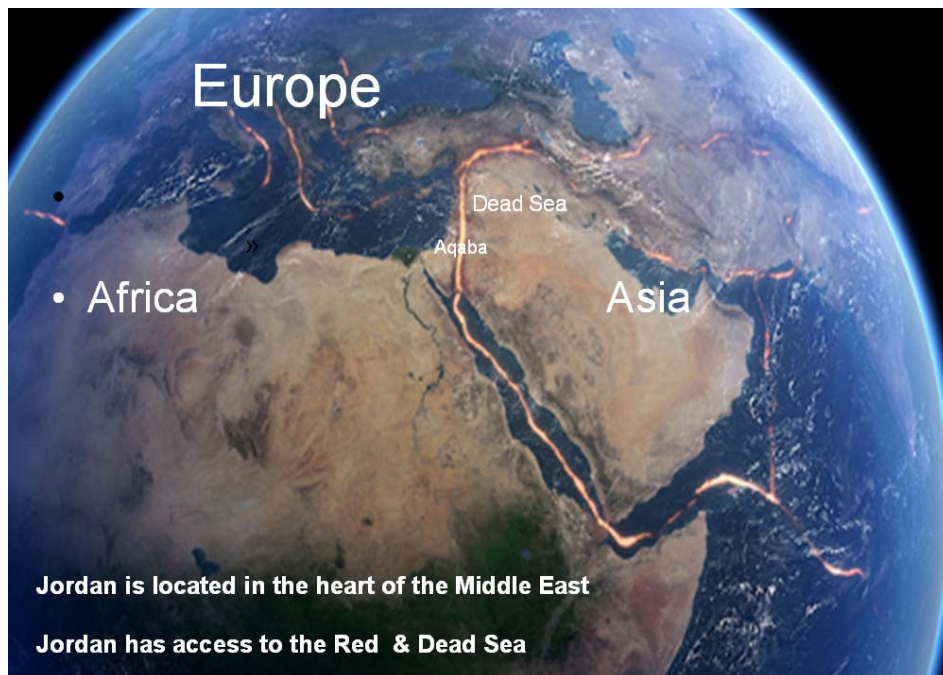 Europe
•
Dead Sea
»
Aqaba
• Africa
Asia
Jordan is located in the heart of the Middle East
Jordan has access to the Red  & Dead Sea